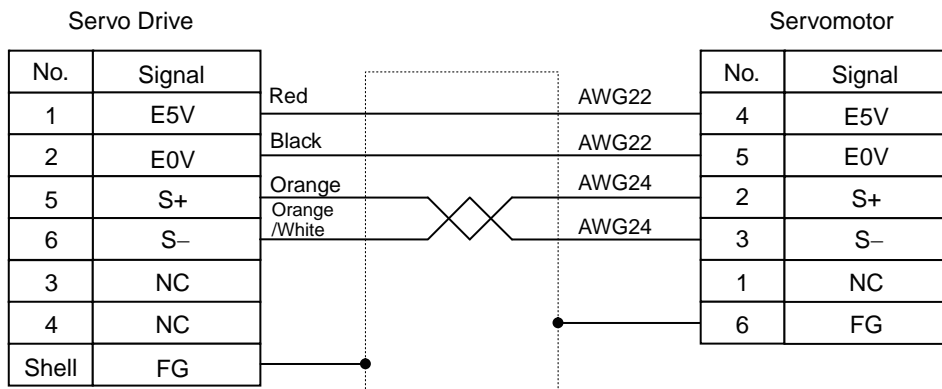 Servo Drive
Servomotor
No. Signal
No. Signal
1 E5V Red AWG22 4 E5V
2 E0V Black AWG22 5 E0V
5 S+ Orange AWG24 2 S+
6 S− Orange
/White AWG24 3 S−
3 NC 1 NC
4 NC 6 FG
Shell FG